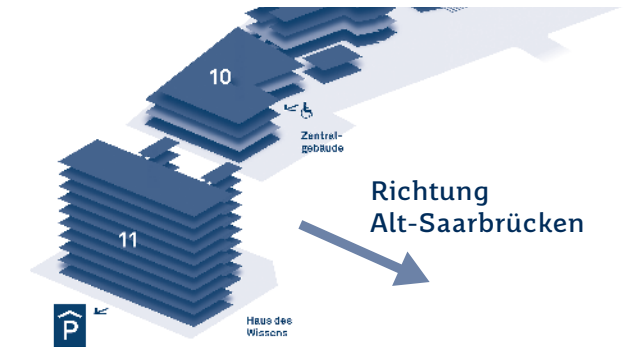 10
Zentral-
gebäude
Richtung
Alt-Saarbrücken
11
P
Haus des
Wissens